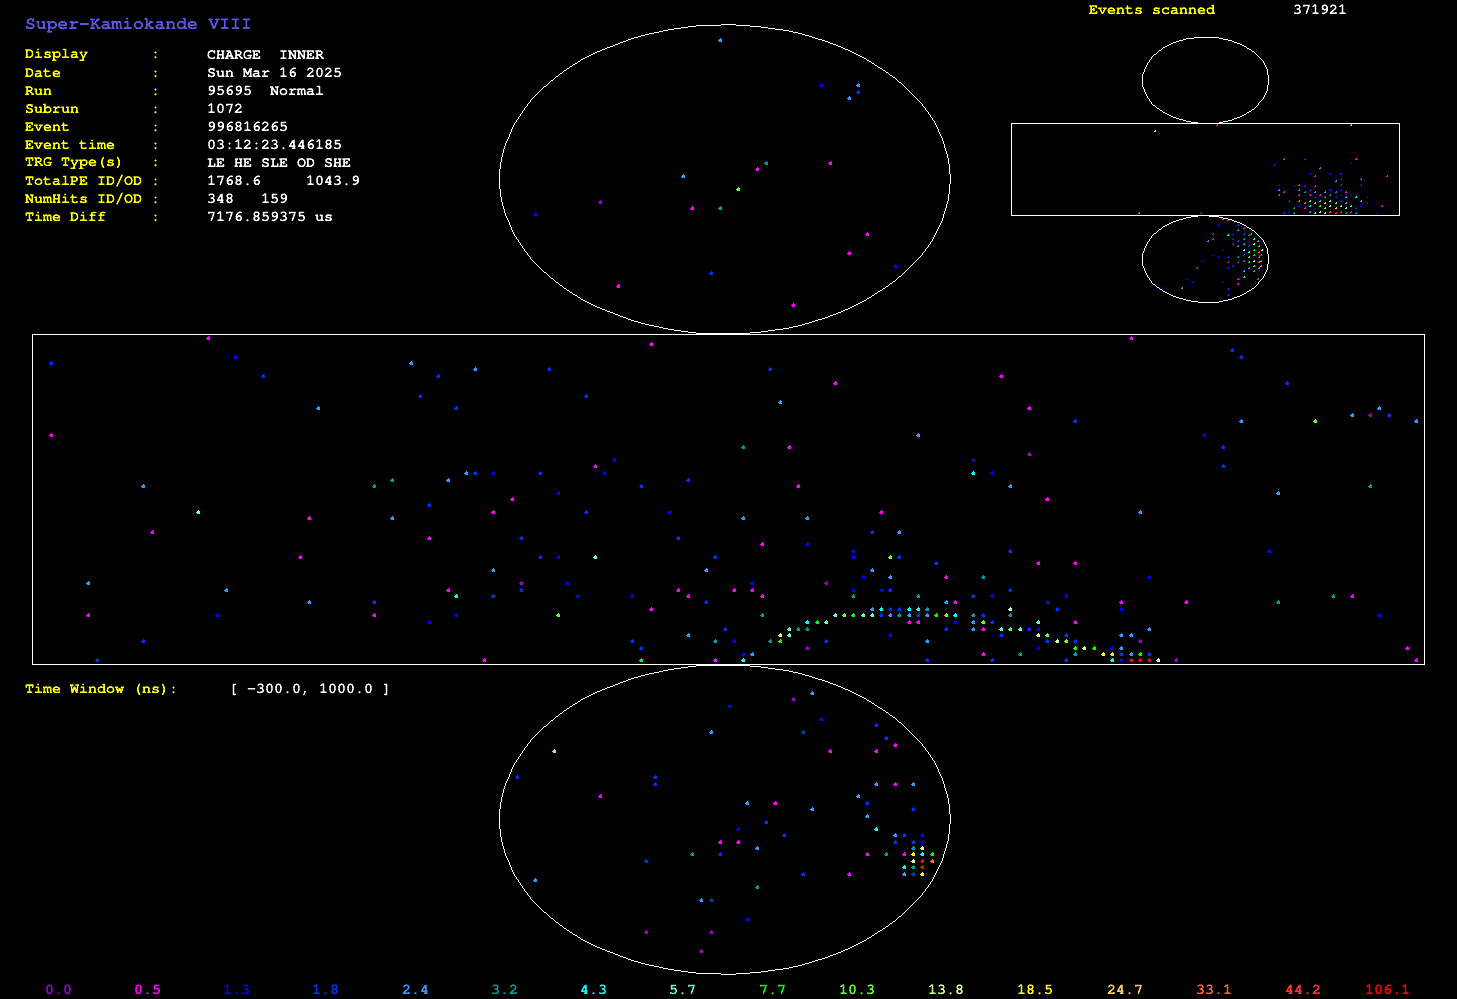 Super-Kamiokande VIII
Events scanned 371921
Display : CHARGE INNER
Date : Sun Mar 16 2025
Run : 95695 Normal
Subrun : 1072
Event : 996816265
Event time : 03:12:23.446185
TRG Type(s) : LE HE SLE OD SHE
TotalPE ID/OD : 1768.6 1043.9
NumHits ID/OD : 348 159
Time Diff : 7176.859375 us
Time Window (ns): [ -300.0, 1000.0 ]
0.0 0.5 1.3 1.8 2.4 3.2 4.3 5.7 7.7 10.3 13.8 18.5 24.7 33.1 44.2 106.1